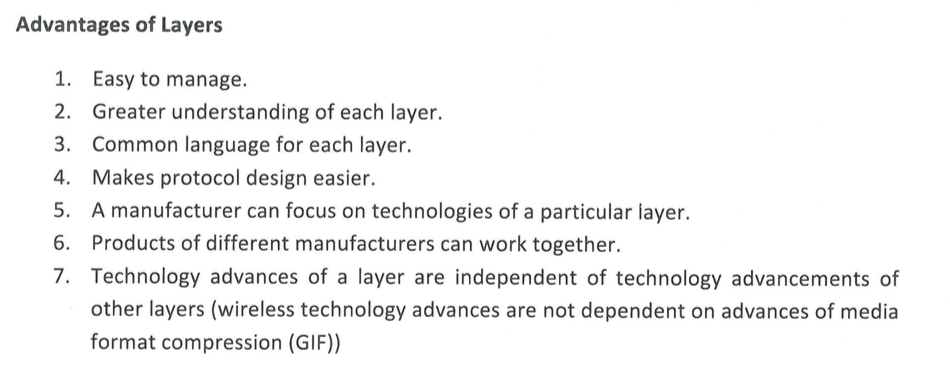 Advantages of Layers
1. Easy to manage.
2. Greater understanding of each layer.
3. Common language for each layer.
4. Makes protocol design easier.
5. A manufacturer can focus on technologies of a particular layer.
6. Products of different manufacturers can work together.
7. Technology advances of a layer are independent of technology advancements of
other layers (wireless technology advances are not dependent on advances of media
format compression (GIF))